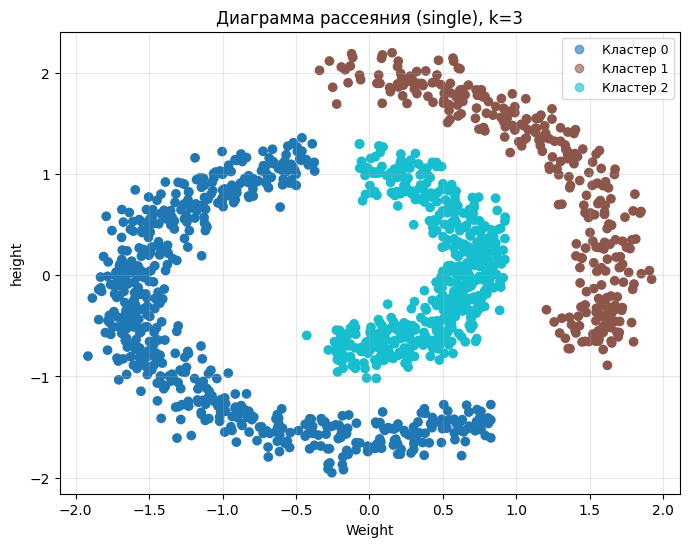 Диаграмма рассеяния (single), k=3
Кластер 0
Кластер 1
Кластер 2
height
2
1
0
−1
−2
−2.0 −1.5 −1.0 −0.5 0.0 0.5 1.0 1.5 2.0
Weight